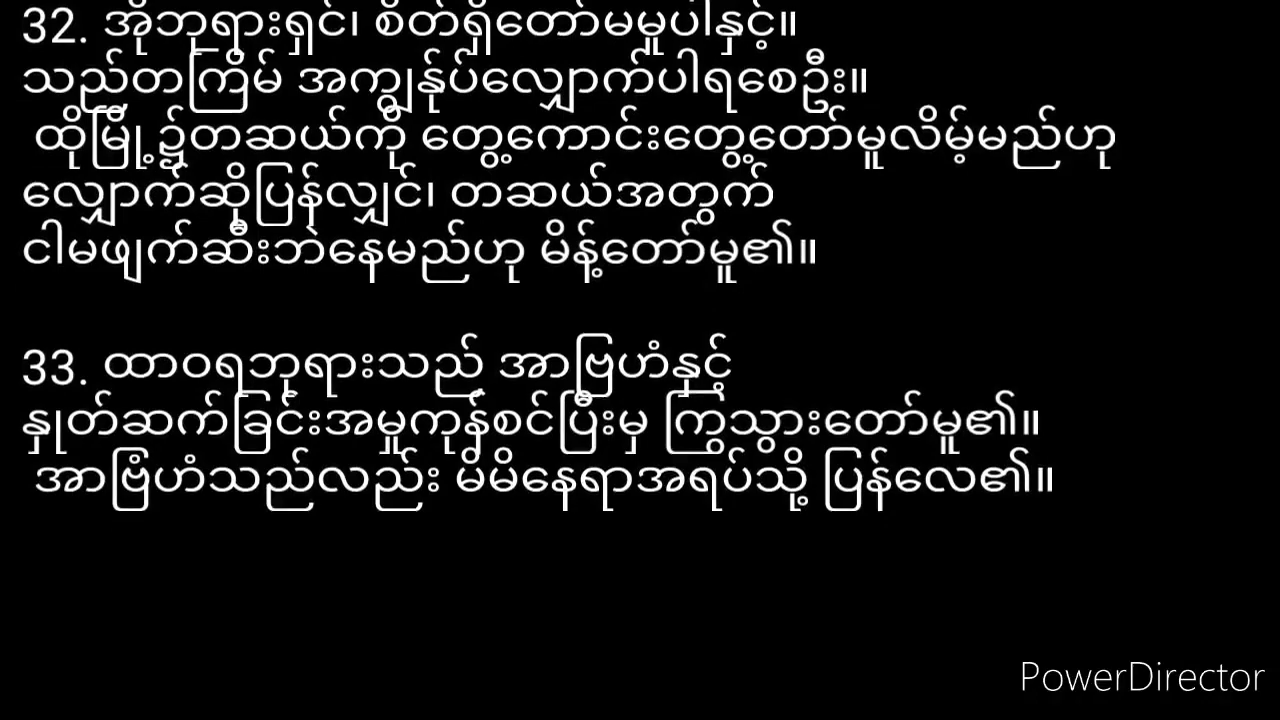 32. အိုဘုရားရှင်၊ စိတ်ရှိတော်မမူပါနှင့်။
သည်တကြိမ် အကျွန်ုပ်လျှောက်ပါရစေဦး။
ထိုမြို့၌တဆယ်ကို တွေ့ကောင်းတွေ့တော်မူလိမ့်မည်ဟု
လျှောက်ဆိုပြန်လျှင်၊ တဆယ်အတွက်
ငါမဖျက်ဆီးဘဲနေမည်ဟု မိန့်တော်မူ၏။
33. ထာဝရဘုရားသည် အာဗြဟံနှင့်
နှုတ်ဆက်ခြင်းအမှုကုန်စင်ပြီးမှ ကြွသွားတော်မူ၏။
အာဗြံဟံသည်လည်း မိမိနေရာအရပ်သို့ ပြန်လေ၏။
PowerDirector